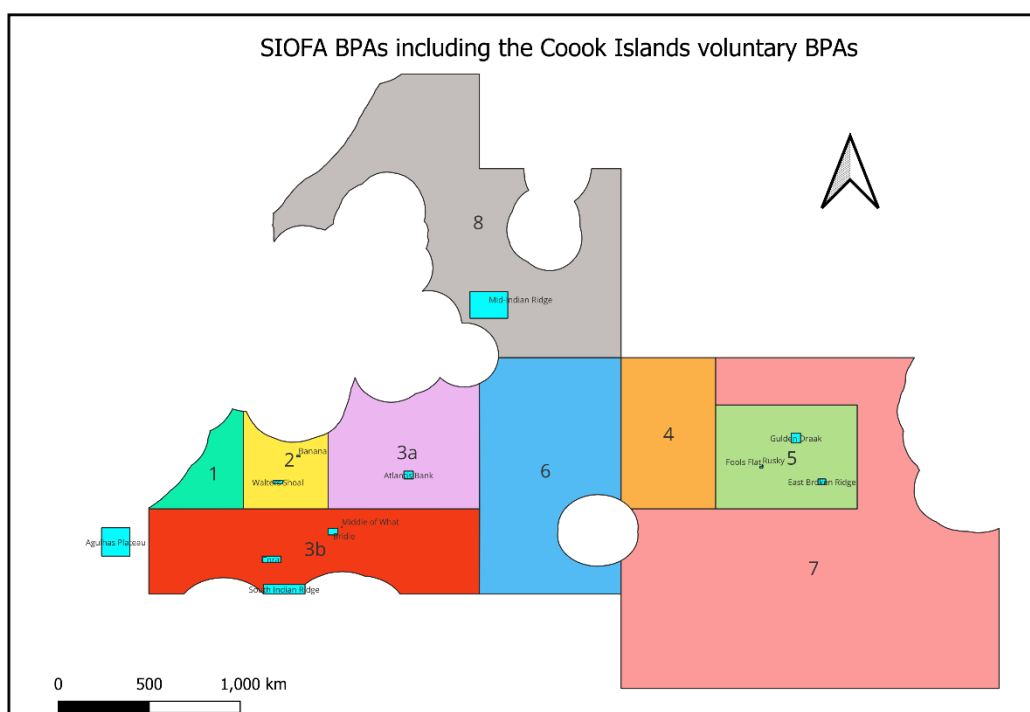 SIOFA BPAs including the Coook Islands voluntary BPAs
8
Mid-Indian Ridge
1
2
Banana
Walters Shoal
3a
Atlantis Bank
6
4
Gulden Draak
Fools Flat
Rusky
5
East Broken Ridge
Agulhas Plateau
Middle of What
Bridle
3b
Coral
South Indian Ridge
7
0 500 1,000 km